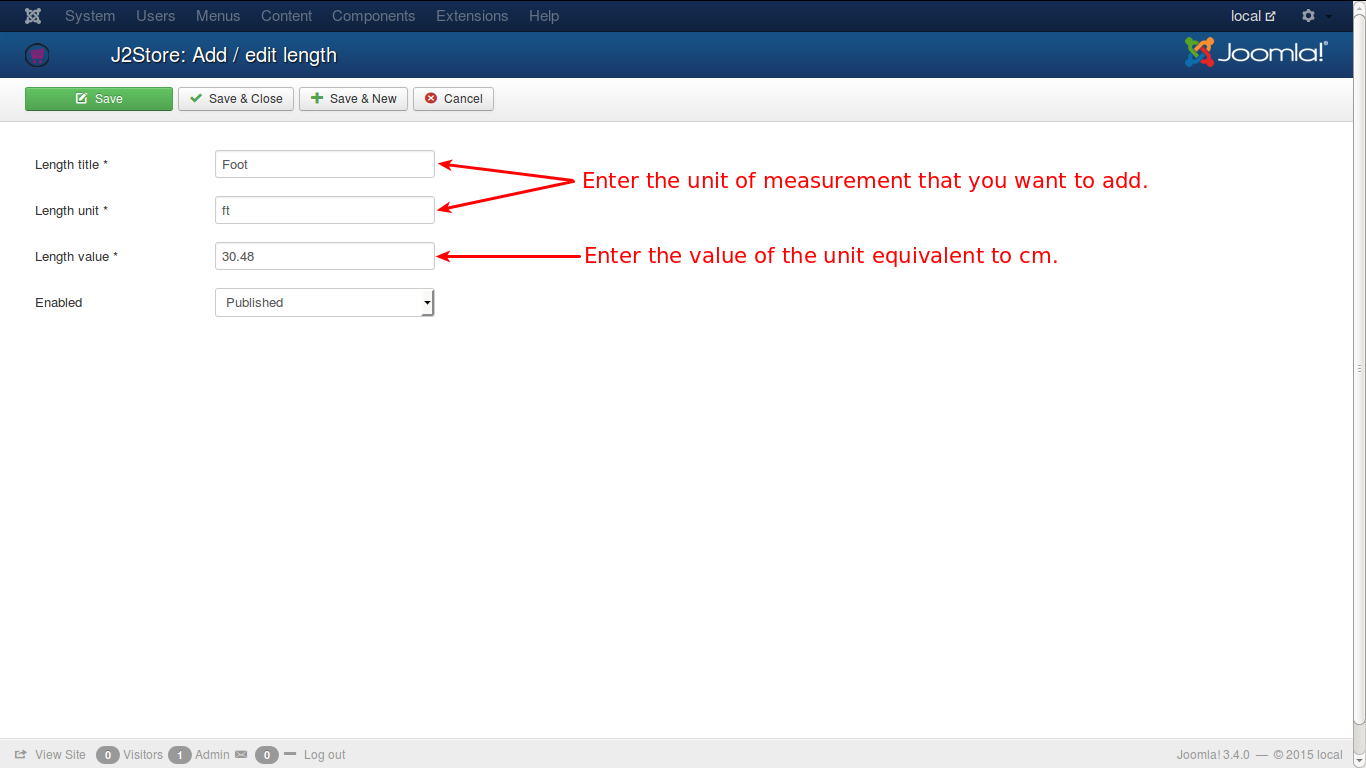 System Users Menus Content Components Extensions Help local
J2Store: Add / edit length Joomla!®
Save Save & Close Save & New Cancel
Length title * Foot
Enter the unit of measurement that you want to add.
Length unit * ft
Length value * 30.48 Enter the value of the unit equivalent to cm.
Enabled Published
View Site 0 Visitors 1 Admin 0 Log out Joomla! 3.4.0 — © 2015 local